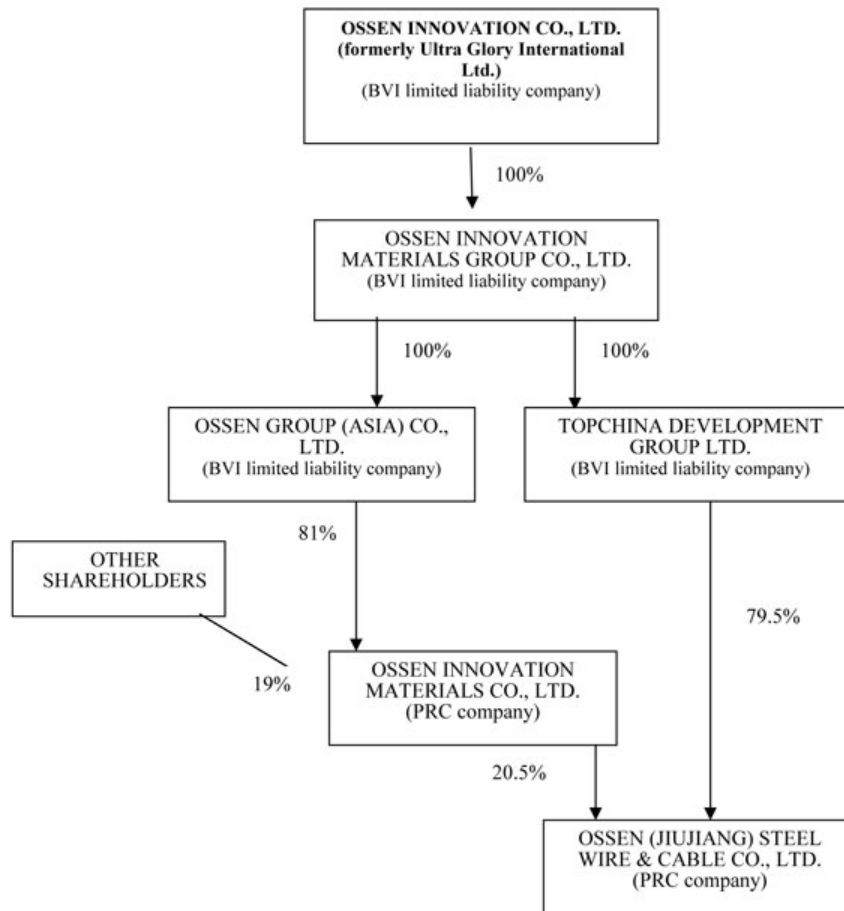 OSSEN INNOVATION CO., LTD.
(formerly Ultra Glory International
Ltd.)
(BVI limited liability company)
100%
OSSEN INNOVATION
MATERIALS GROUP CO., LTD.
(BVI limited liability company)
100%
100%
OSSEN GROUP (ASIA) CO.,
LTD.
(BVI limited liability company)
TOPCHINA DEVELOPMENT
GROUP LTD.
(BVI limited liability company)
81%
OTHER
SHAREHOLDERS
79.5%
19%
OSSEN INNOVATION
MATERIALS CO., LTD.
(PRC company)
20.5%
OSSEN (JIUJIANG) STEEL
WIRE & CABLE CO., LTD.
(PRC company)